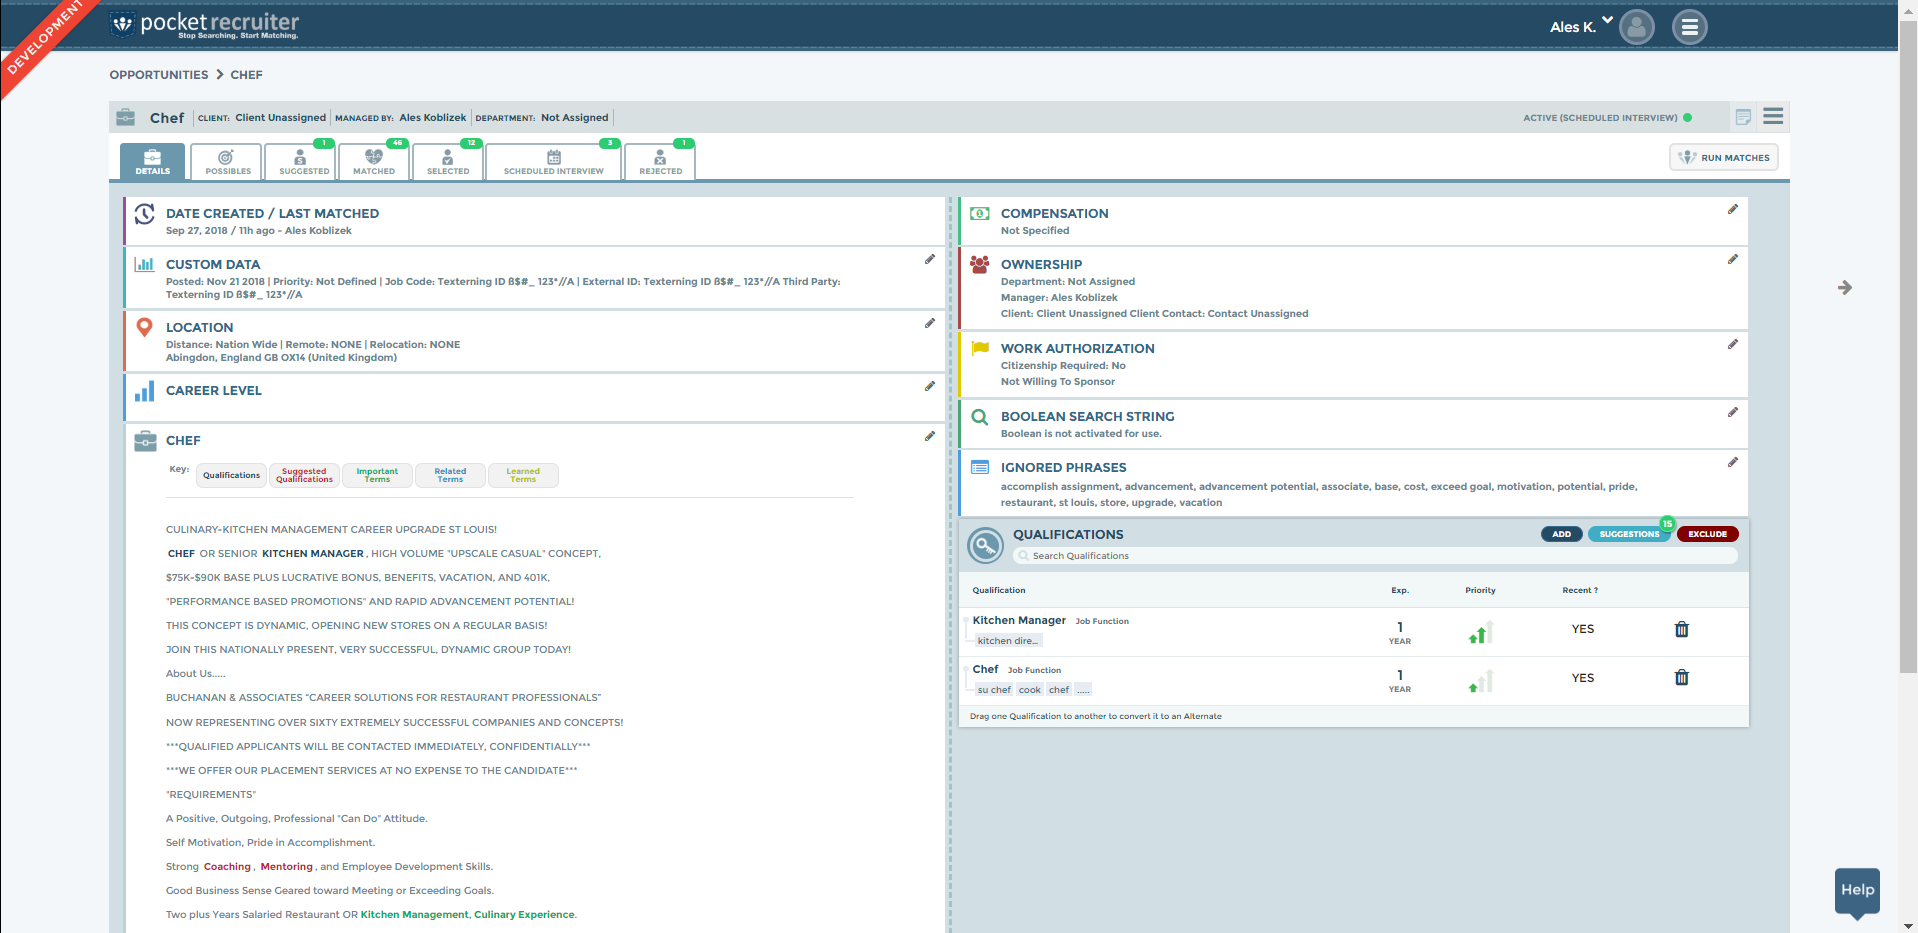 DEVELOPMENT
pocket recruiter
Stop Searching. Start Matching.
Ales K.
OPPORTUNITIES > CHEF
Chef CLIENT: Client Unassigned MANAGED BY: Ales Koblizek DEPARTMENT: Not Assigned
ACTIVE (SCHEDULED INTERVIEW)
1 46 12 3 1
DETAILS POSSIBLES SUGGESTED MATCHED SELECTED SCHEDULED INTERVIEW REJECTED
RUN MATCHES
DATE CREATED / LAST MATCHED
Sep 27, 2018 / 11h ago - Ales Koblizek
CUSTOM DATA
Posted: Nov 21 2018 | Priority: Not Defined | Job Code: Texterning ID ß$#_ 123*//A | External ID: Texterning ID ß$#_ 123*//A Third Party:
Texterning ID ß$#_ 123*//A
LOCATION
Distance: Nation Wide | Remote: NONE | Relocation: NONE
Abingdon, England GB OX14 (United Kingdom)
CAREER LEVEL
CHEF
Key: Qualifications
Suggested
Qualifications
Important
Terms
Related
Terms
Learned
Terms
CULINARY-KITCHEN MANAGEMENT CAREER UPGRADE ST LOUIS!
CHEF OR SENIOR KITCHEN MANAGER , HIGH VOLUME "UPSCALE CASUAL" CONCEPT,
$75K-$90K BASE PLUS LUCRATIVE BONUS, BENEFITS, VACATION, AND 401K,
"PERFORMANCE BASED PROMOTIONS" AND RAPID ADVANCEMENT POTENTIAL!
THIS CONCEPT IS DYNAMIC, OPENING NEW STORES ON A REGULAR BASIS!
JOIN THIS NATIONALLY PRESENT, VERY SUCCESSFUL, DYNAMIC GROUP TODAY!
About Us.....
BUCHANAN & ASSOCIATES "CAREER SOLUTIONS FOR RESTAURANT PROFESSIONALS"
NOW REPRESENTING OVER SIXTY EXTREMELY SUCCESSFUL COMPANIES AND CONCEPTS!
***QUALIFIED APPLICANTS WILL BE CONTACTED IMMEDIATELY, CONFIDENTIALLY***
***WE OFFER OUR PLACEMENT SERVICES AT NO EXPENSE TO THE CANDIDATE***
"REQUIREMENTS"
A Positive, Outgoing, Professional "Can Do" Attitude.
Self Motivation, Pride in Accomplishment.
Strong Coaching , Mentoring , and Employee Development Skills.
Good Business Sense Geared toward Meeting or Exceeding Goals.
Two plus Years Salaried Restaurant OR Kitchen Management, Culinary Experience.
COMPENSATION
Not Specified
OWNERSHIP
Department: Not Assigned
Manager: Ales Koblizek
Client: Client Unassigned Client Contact: Contact Unassigned
WORK AUTHORIZATION
Citizenship Required: No
Not Willing To Sponsor
BOOLEAN SEARCH STRING
Boolean is not activated for use.
IGNORED PHRASES
accomplish assignment, advancement, advancement potential, associate, base, cost, exceed goal, motivation, potential, pride,
restaurant, st louis, store, upgrade, vacation
QUALIFICATIONS
ADD SUGGESTIONS 15 EXCLUDE
Search Qualifications
Qualification Exp. Priority Recent ?
Kitchen Manager Job Function
kitchen dire...
1
YEAR
YES
Chef Job Function
su chef cook chef .....
1
YEAR
YES
Drag one Qualification to another to convert it to an Alternate
Help